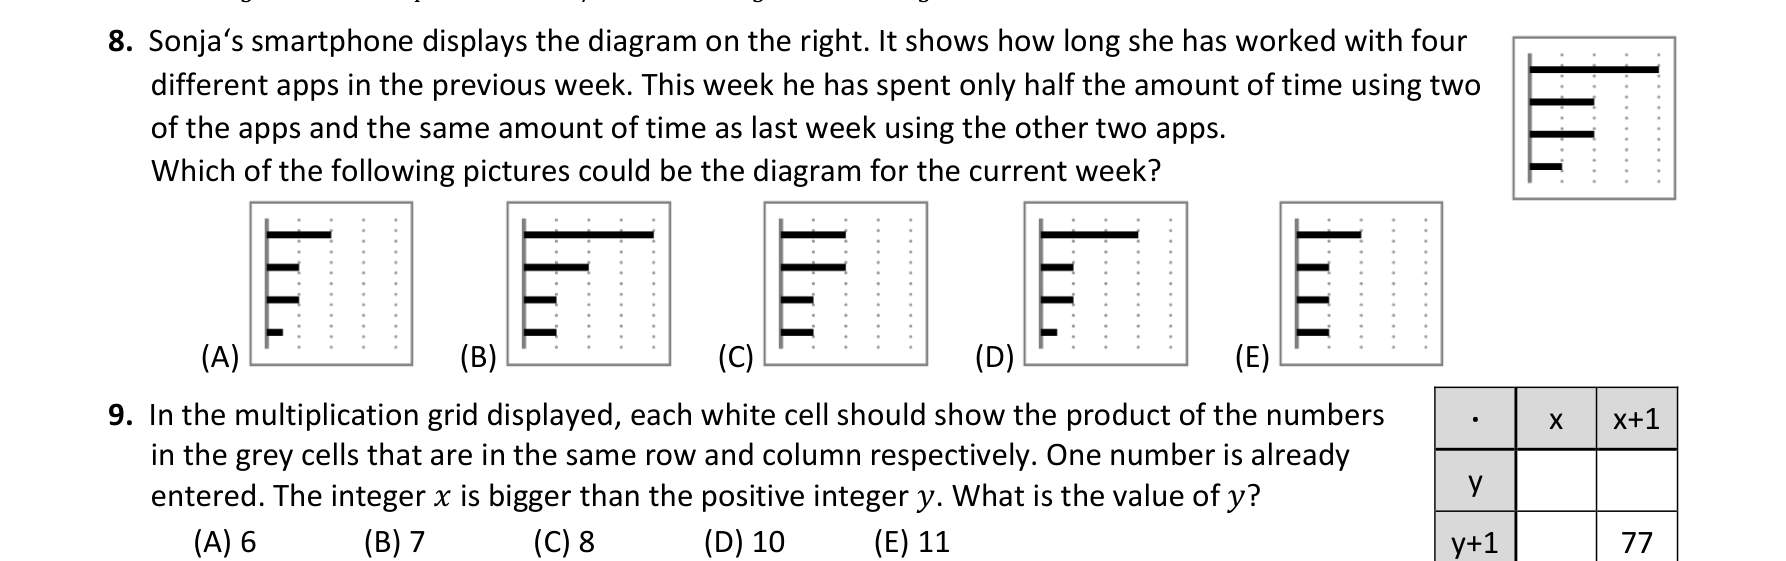 8. Sonja‘s smartphone displays the diagram on the right. It shows how long she has worked with four
different apps in the previous week. This week he has spent only half the amount of time using two
of the apps and the same amount of time as last week using the other two apps.
Which of the following pictures could be the diagram for the current week?
(A) (B) (C) (D) (E)
9. In the multiplication grid displayed, each white cell should show the product of the numbers
in the grey cells that are in the same row and column respectively. One number is already
entered. The integer x is bigger than the positive integer y. What is the value of y?
(A) 6 (B) 7 (C) 8 (D) 10 (E) 11
· x x+1
y
y+1 77